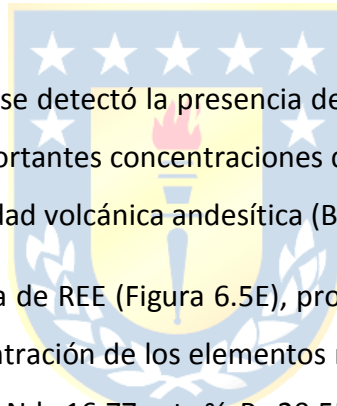 se detectó la presencia de
ortantes concentraciones
dad volcánica andesítica (B
a de REE (Figura 6.5E), pro
ntración de los elementos